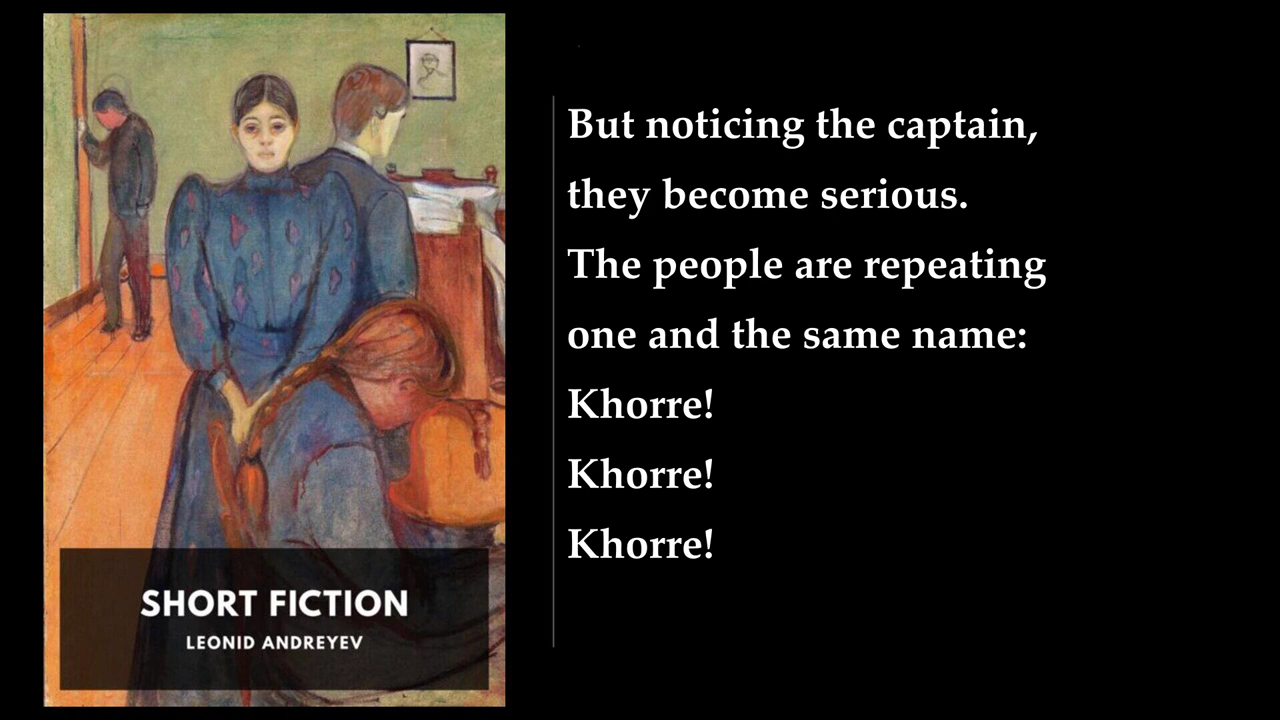 SHORT FICTION
LEONID ANDREYEV
But noticing the captain,
they become serious.
The people are repeating
one and the same name:
Khorre!
Khorre!
Khorre!